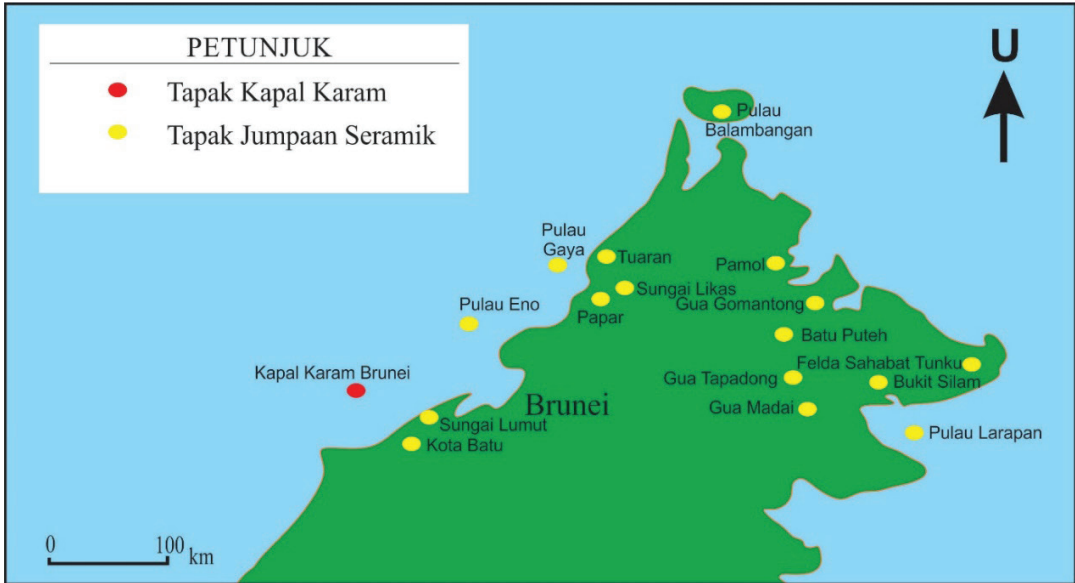 PETUNJUK
Tapak Kapal Karam
Tapak Jumpaan Seramik
U
Pulau
Balambangan
Pulau
Gaya
Tuaran
Pamol
Sungai Likas
Gua Gomantong
Papar
Pulau Eno
Batu Puteh
Felda Sahabat Tunku
Kapal Karam Brunei
Gua Tapadong
Bukit Silam
Brunei
Gua Madai
Sungai Lumut
Pulau Larapan
Kota Batu
0 100 km